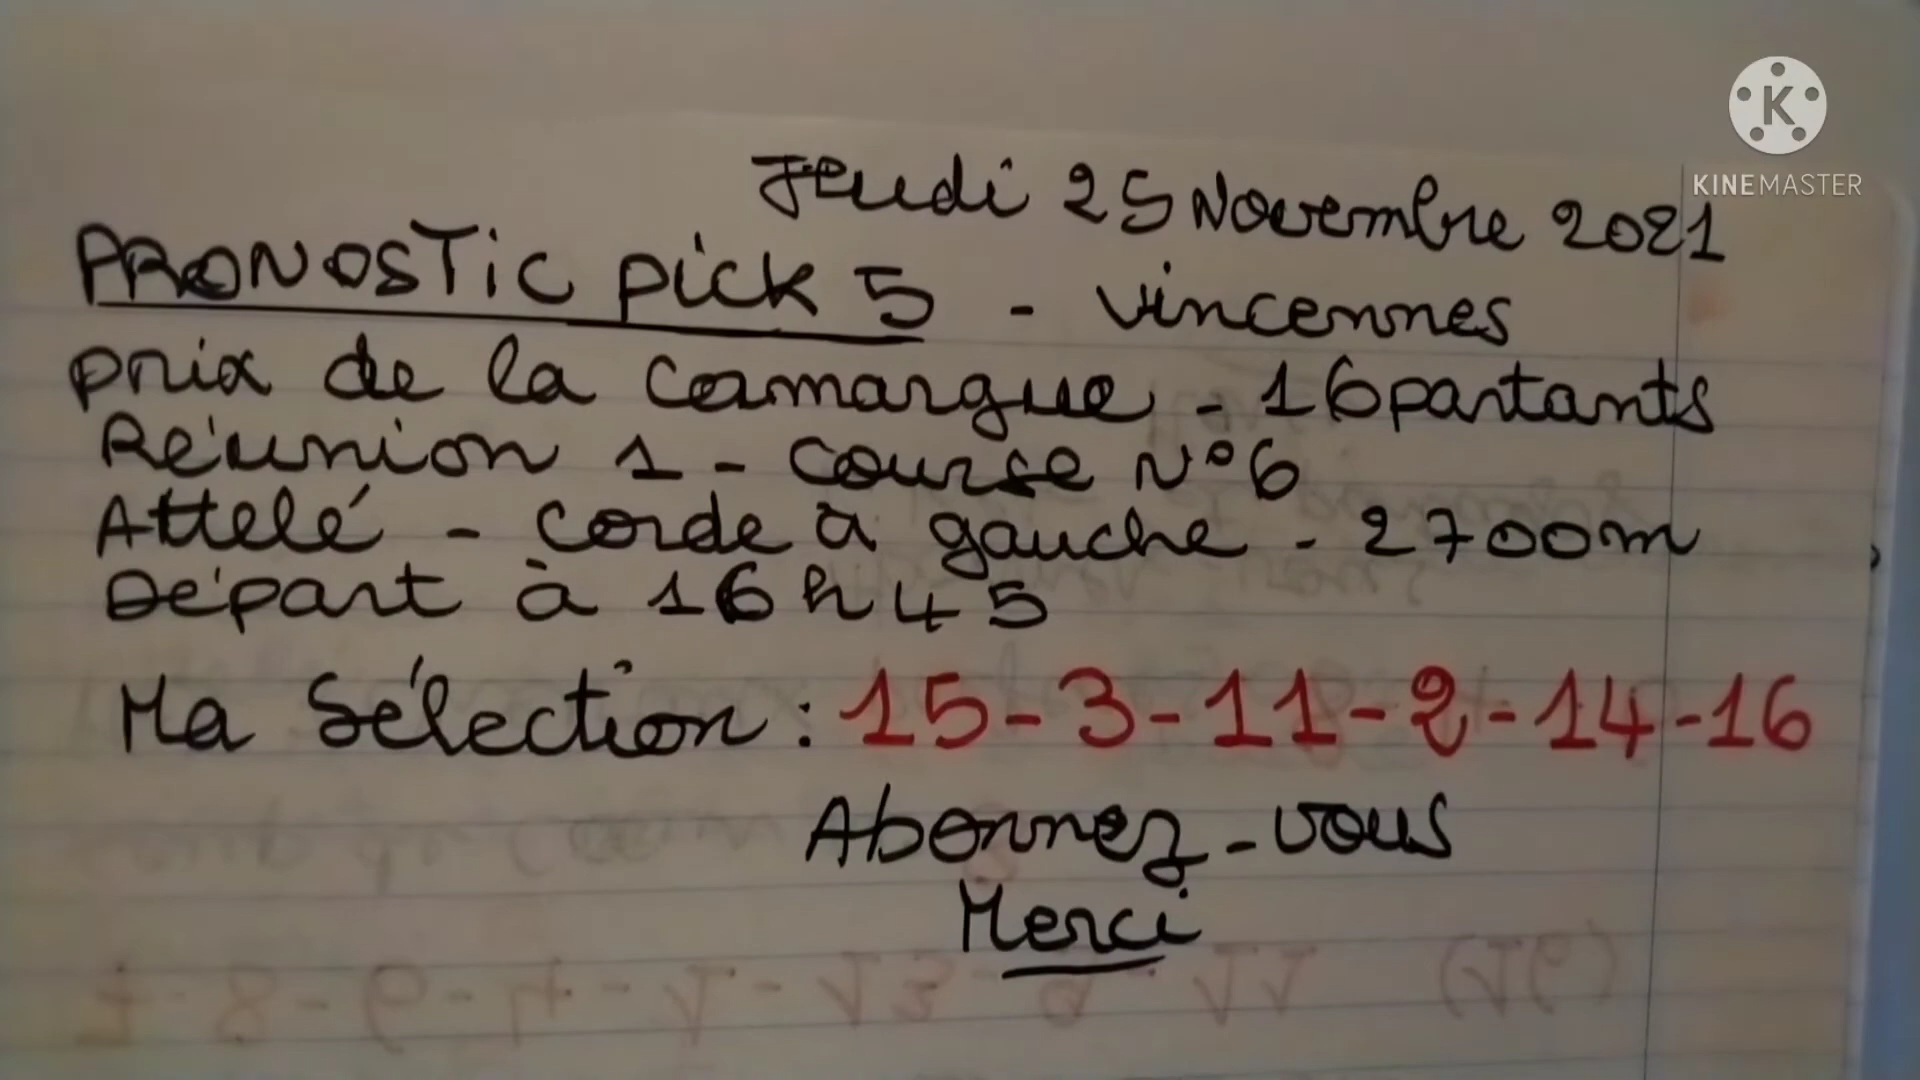 K
KINEMASTER
Jeudi 25 Novembre 2021
PRONOSTIC PICK 5 - Vincennes
prix de la Camargue - 16 partants
Réunion 1 - course N°6
Attelé - Corde à gauche - 2700m
Départ à 16h45
Ma Sélection : 15-3-11-2-14-16
Abonnez-vous
Merci